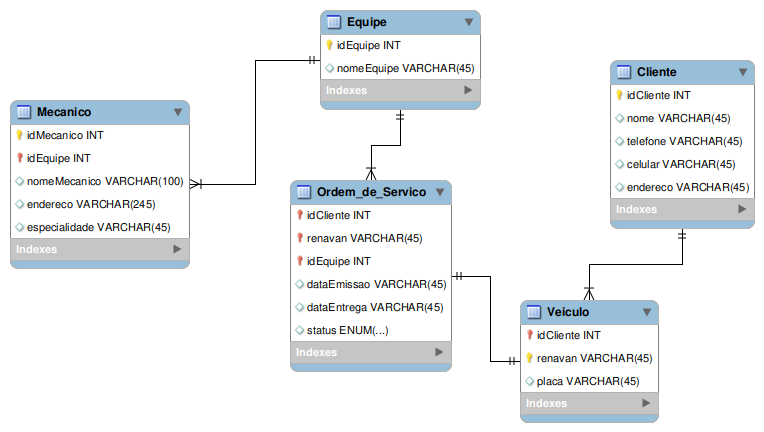 Equipe
idEquipe INT
nomeEquipe VARCHAR(45)
Indexes
Cliente
idCliente INT
nome VARCHAR(45)
telefone VARCHAR(45)
celular VARCHAR(45)
endereco VARCHAR(45)
Indexes
Mecanico
idMecanico INT
idEquipe INT
nomeMecanico VARCHAR(100)
endereco VARCHAR(245)
especialidade VARCHAR(45)
Indexes
Ordem_de_Servico
idCliente INT
renavan VARCHAR(45)
idEquipe INT
dataEmissao VARCHAR(45)
dataEntrega VARCHAR(45)
status ENUM(...)
Indexes
Veiculo
idCliente INT
renavan VARCHAR(45)
placa VARCHAR(45)
Indexes